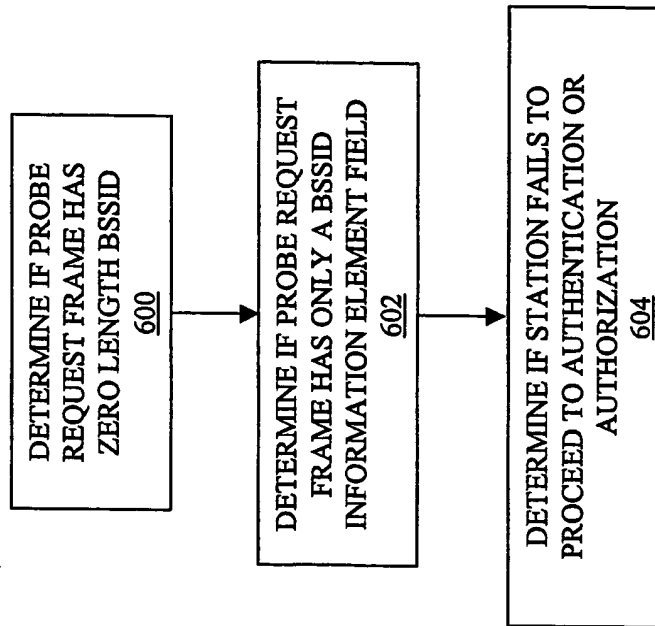 DETERMINE IF PROBE
REQUEST FRAME HAS
ZERO LENGTH BSSID
600
DETERMINE IF PROBE REQUEST
FRAME HAS ONLY A BSSID
INFORMATION ELEMENT FIELD
602
DETERMINE IF STATION FAILS TO
PROCEED TO AUTHENTICATION OR
AUTHORIZATION
604